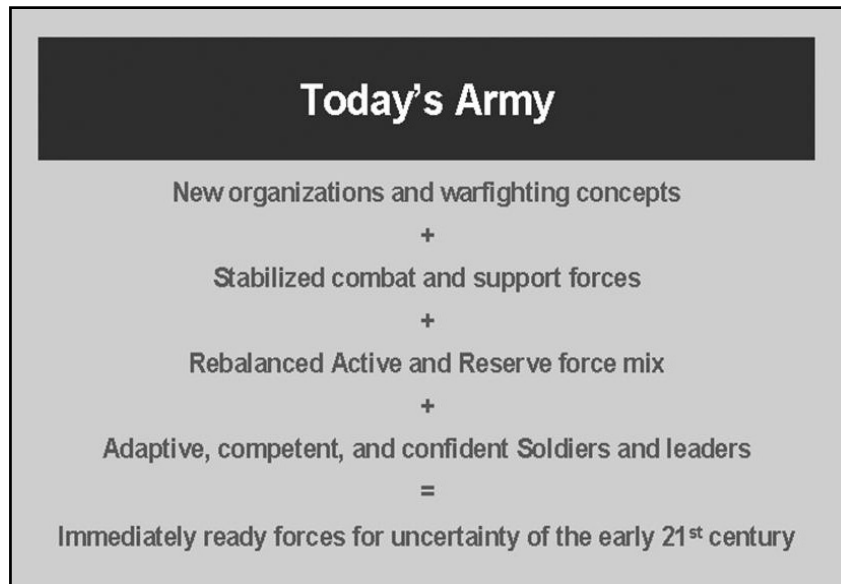 Today’s Army
New organizations and warfighting concepts
+
Stabilized combat and support forces
+
Rebalanced Active and Reserve force mix
+
Adaptive, competent, and confident Soldiers and leaders
=
Immediately ready forces for uncertainty of the early 21st century